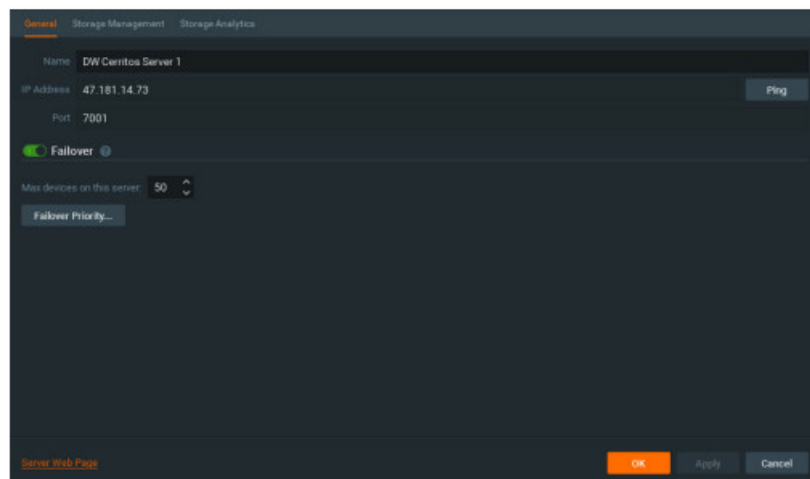 General Storage Management Storage Analytics
Name DW Cerritos Server 1
IP Address 47.181.14.73 Ping
Port 7001
Failover ?
Max devices on this server: 50
Failover Priority...
Server Web Page OK Apply Cancel